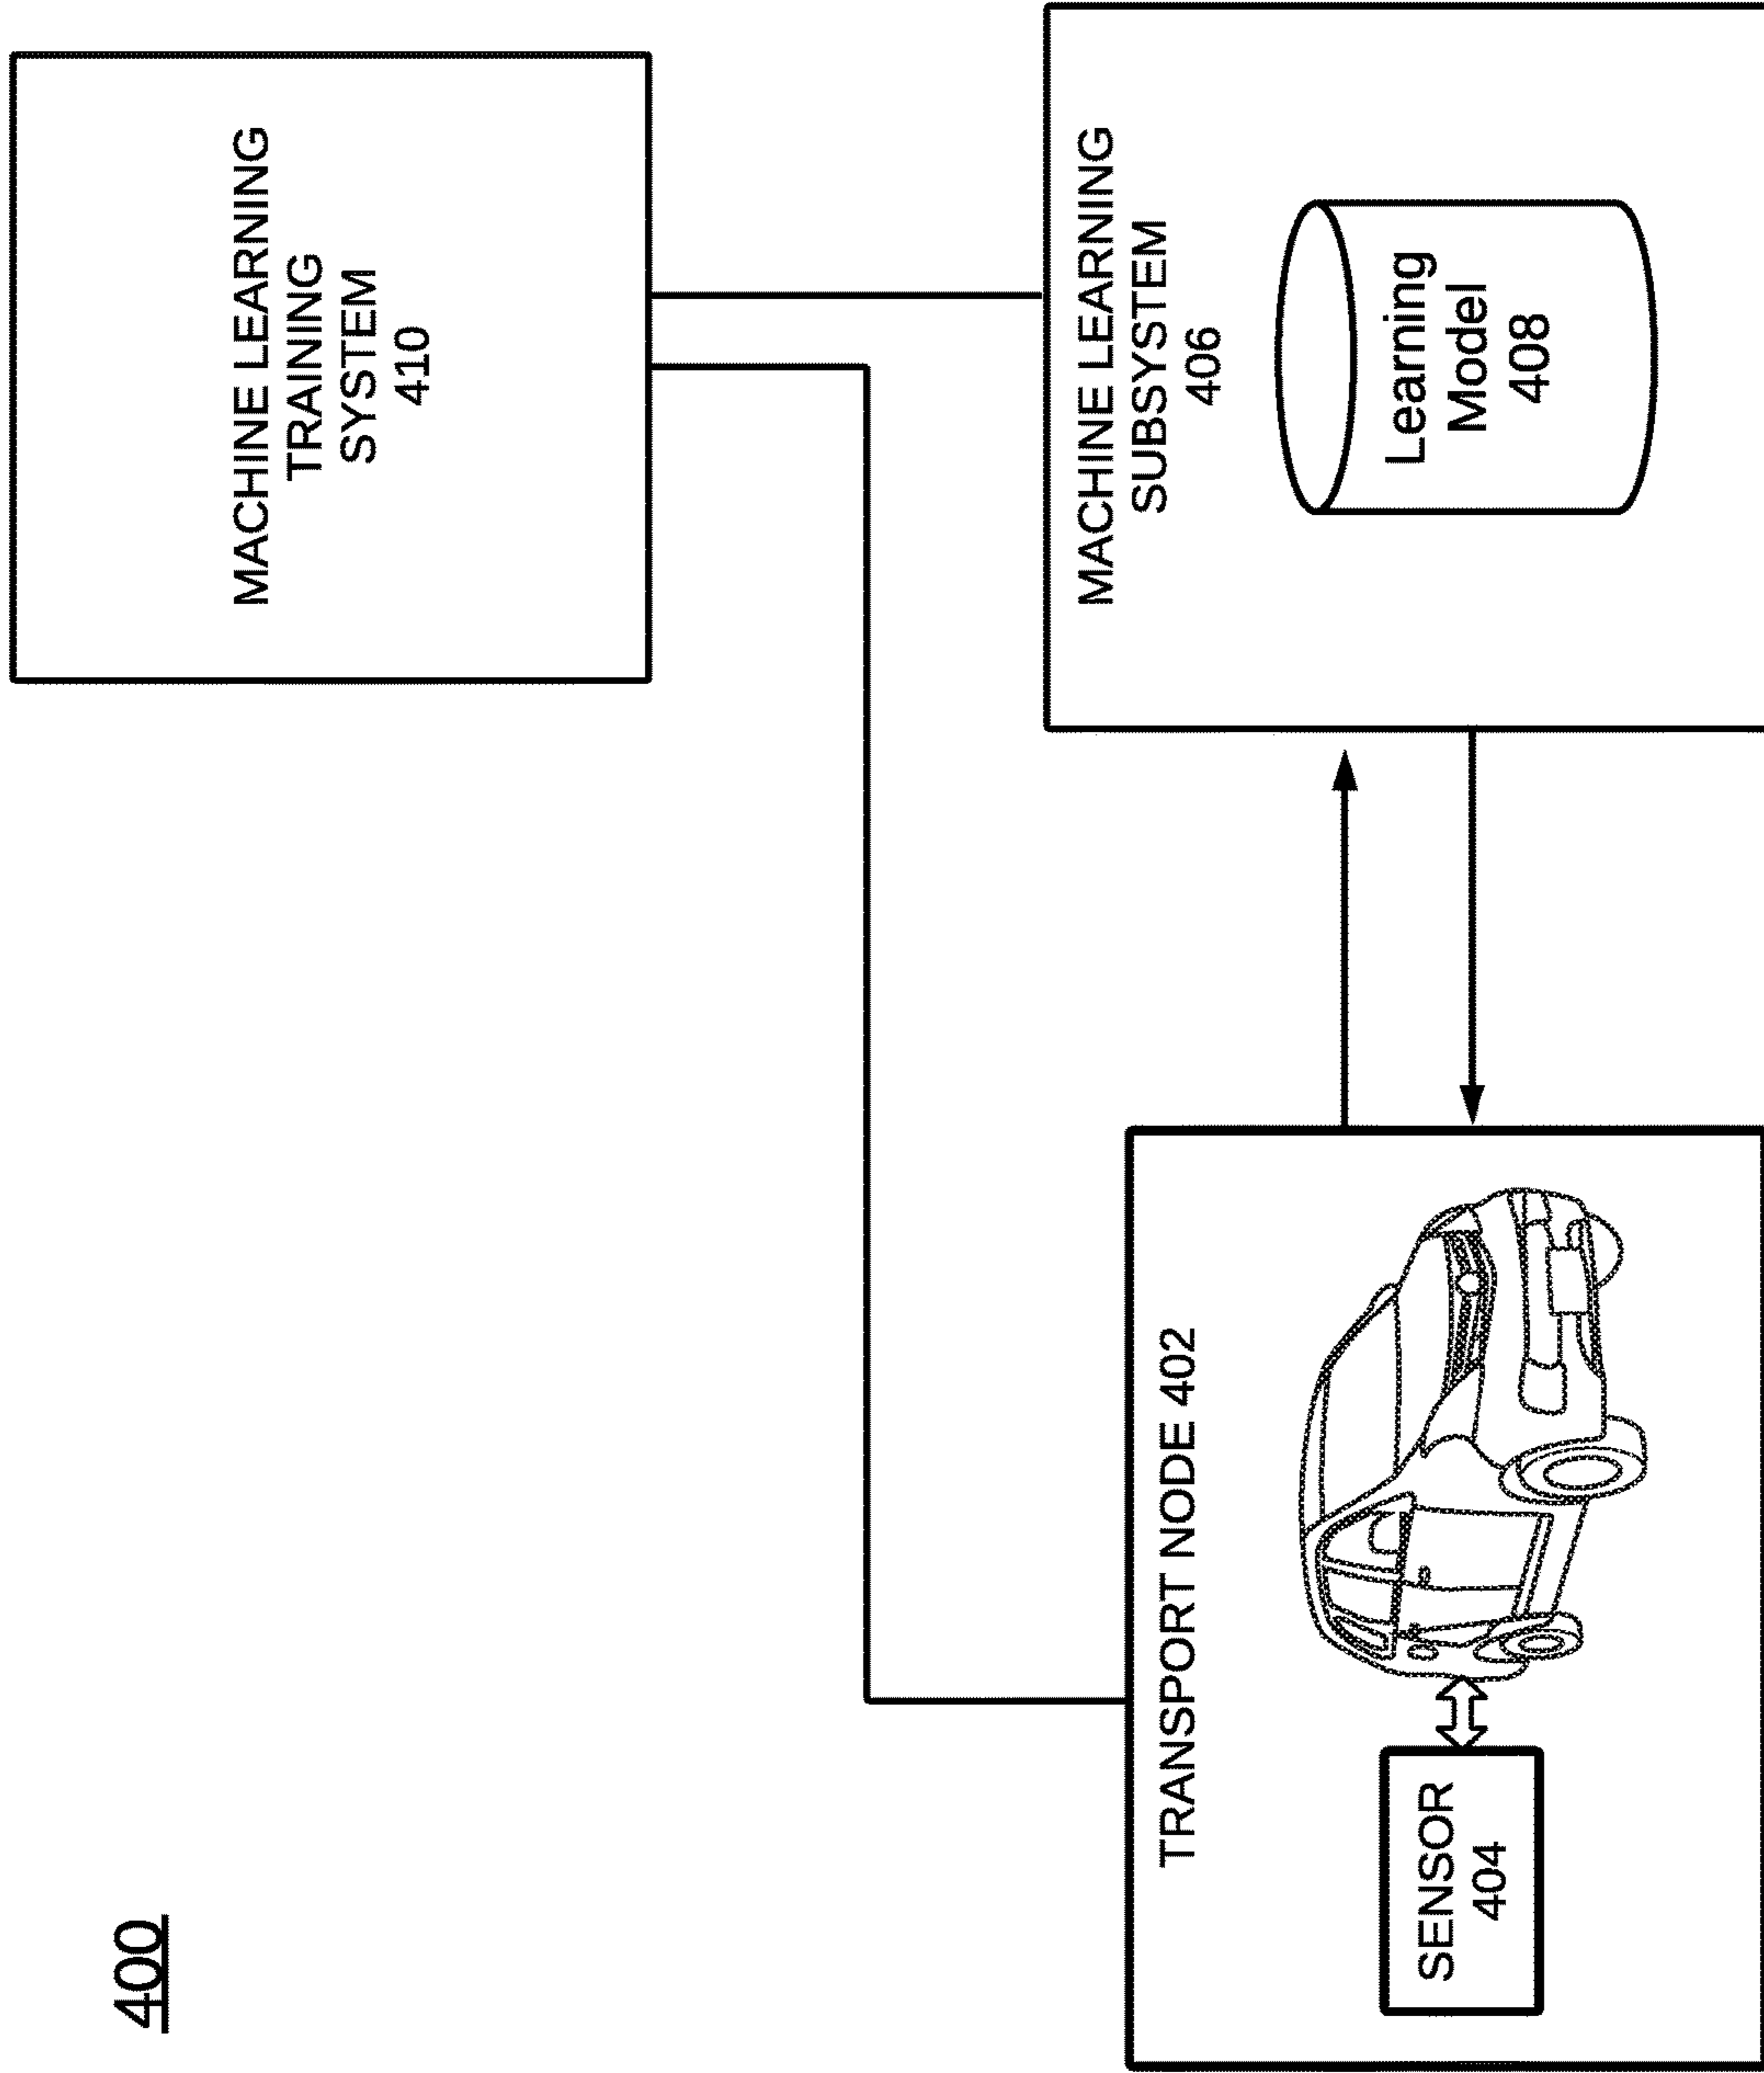 400
MACHINE LEARNING
TRAINING
SYSTEM
410
TRANSPORT NODE 402
SENSOR
404
MACHINE LEARNING
SUBSYSTEM
406
Learning
Model
408